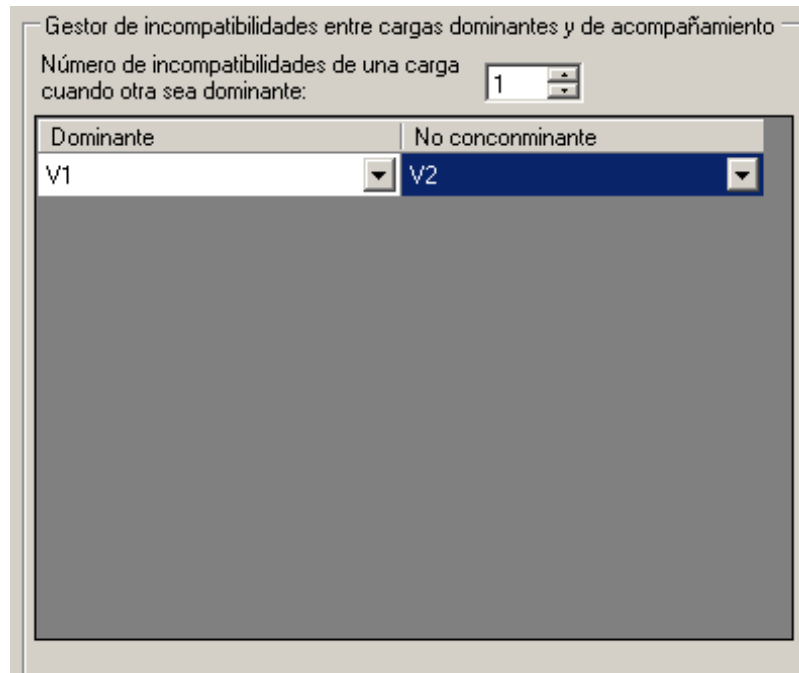 Gestor de incompatibilidades entre cargas dominantes y de acompañamiento
Número de incompatibilidades de una carga
cuando otra sea dominante:
1
Dominante No conconminante
V1 V2